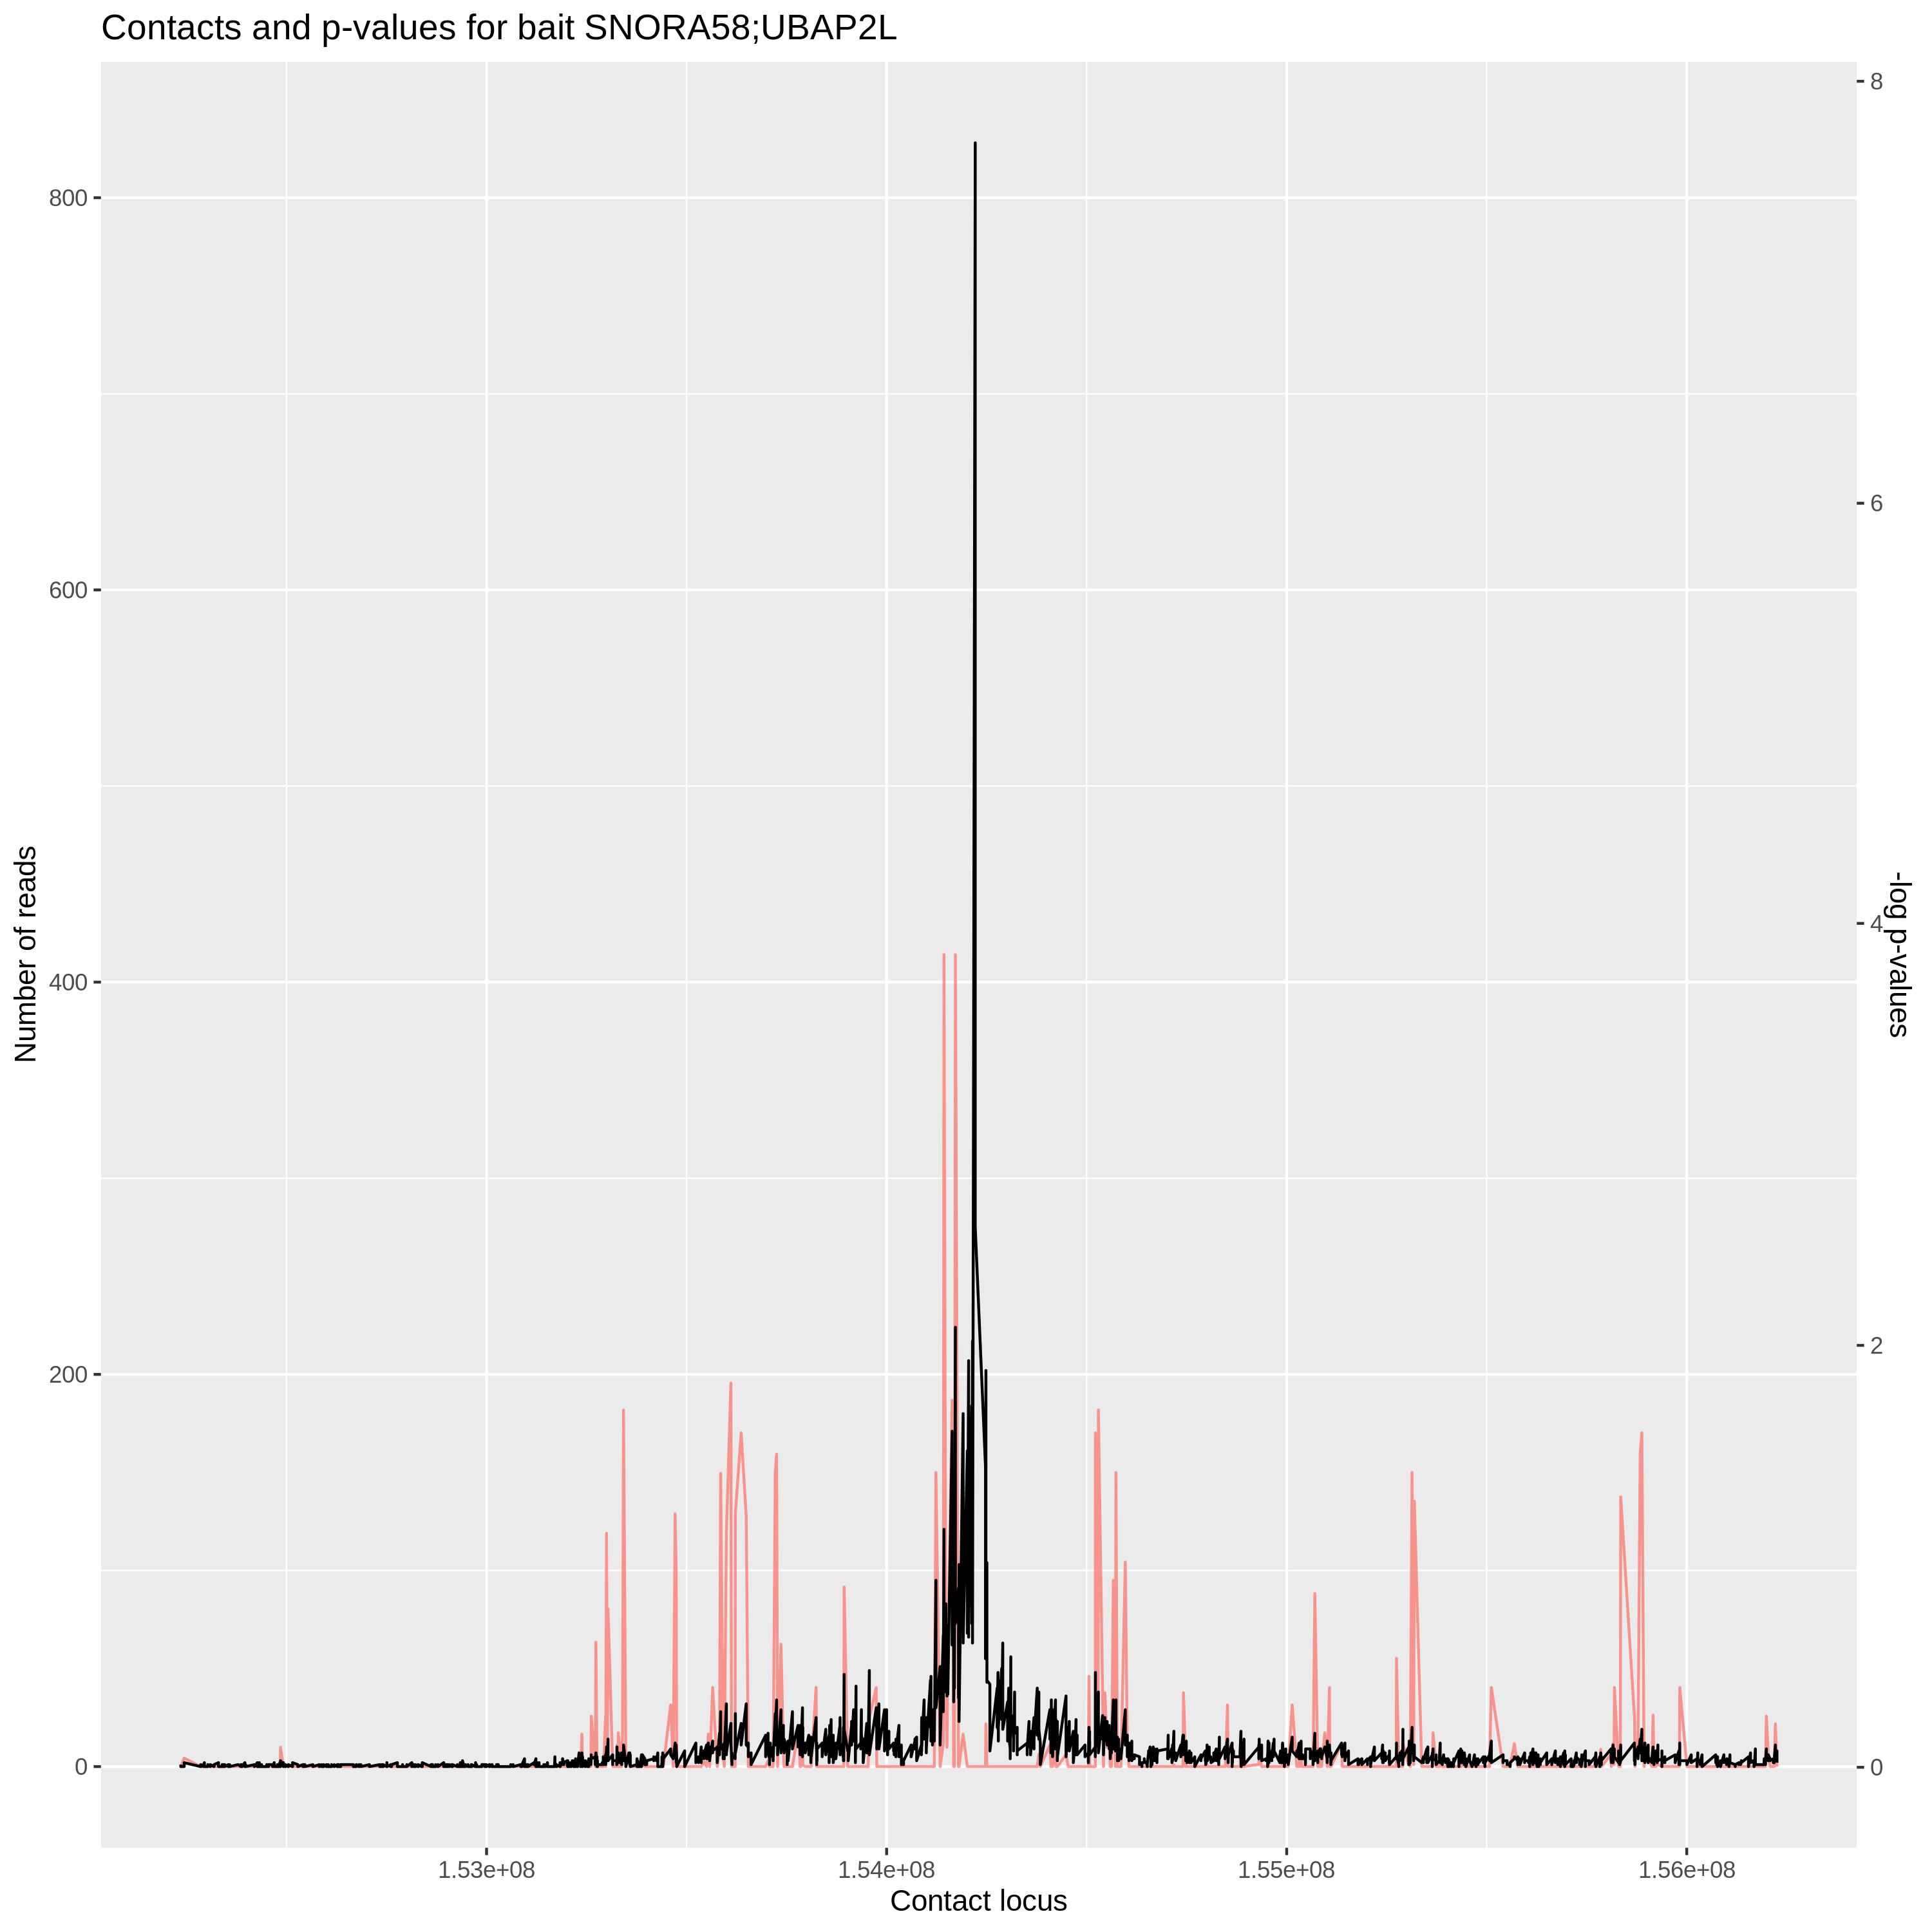 Contacts and p-values for bait SNORA58;UBAP2L
8
800
6
600
Number of reads
-log p-values
4
400
2
200
0
0
1.53e+08
1.54e+08
1.55e+08
1.56e+08
Contact locus